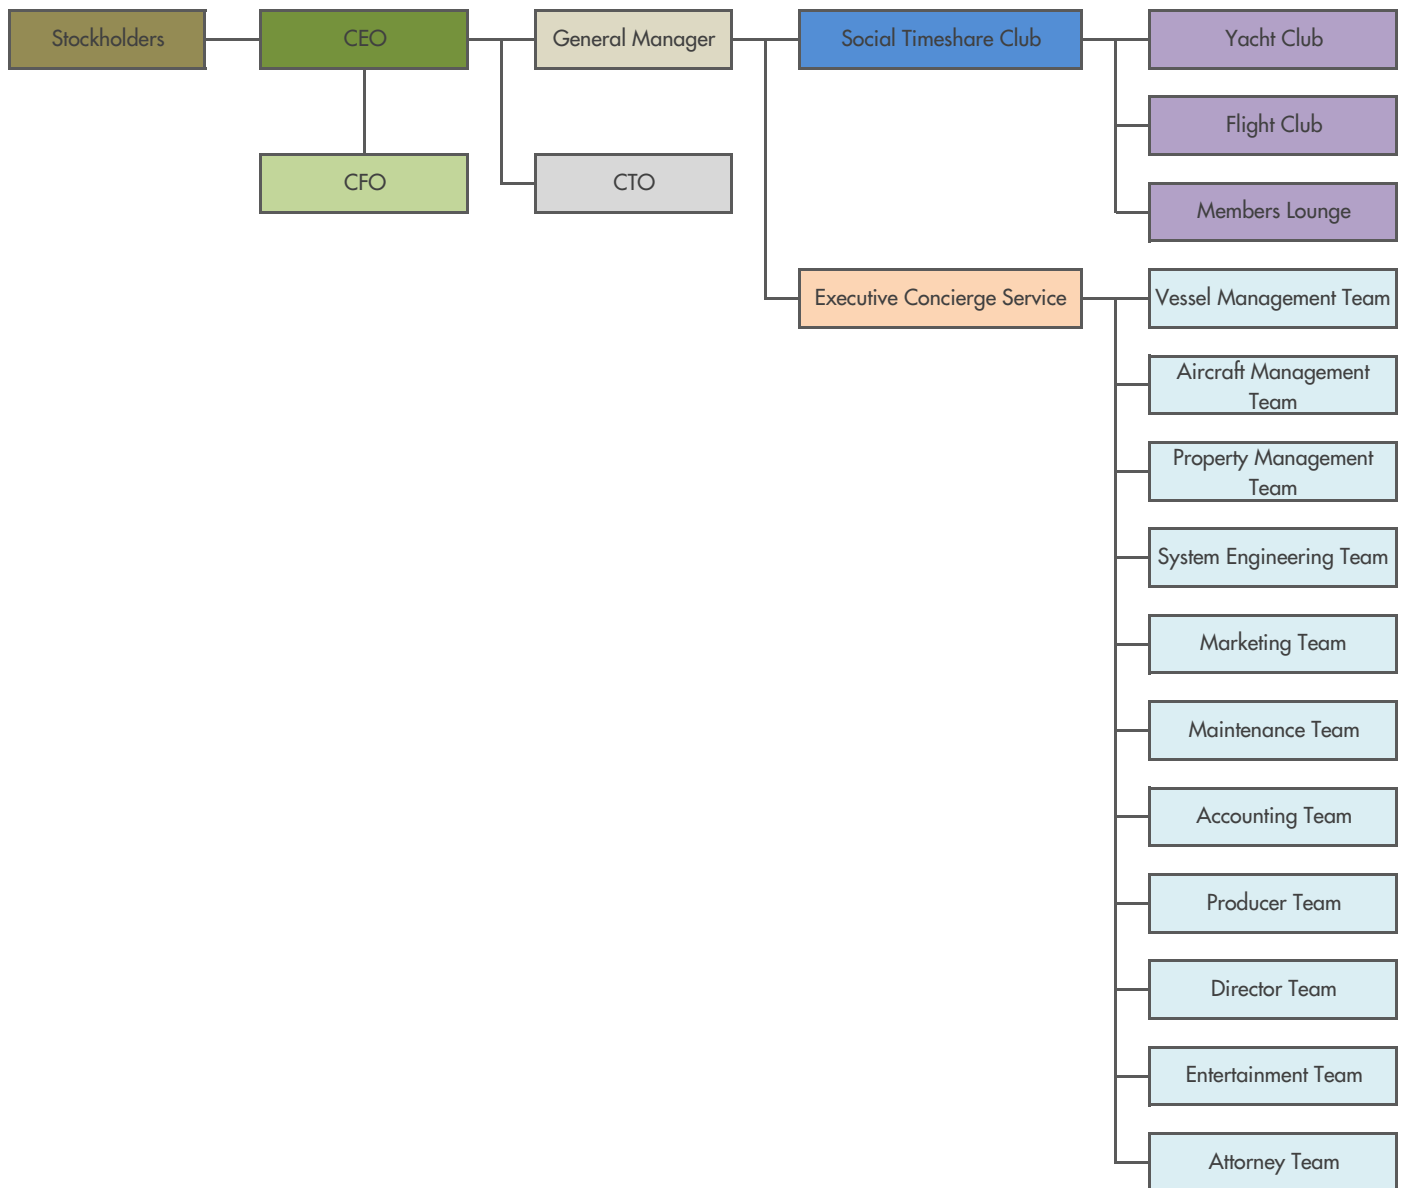 Stockholders
CEO
General Manager
Social Timeshare Club
Yacht Club
Flight Club
CFO
CTO
Members Lounge
Executive Concierge Service
Vessel Management Team
Aircraft Management
Team
Property Management
Team
System Engineering Team
Marketing Team
Maintenance Team
Accounting Team
Producer Team
Director Team
Entertainment Team
Attorney Team